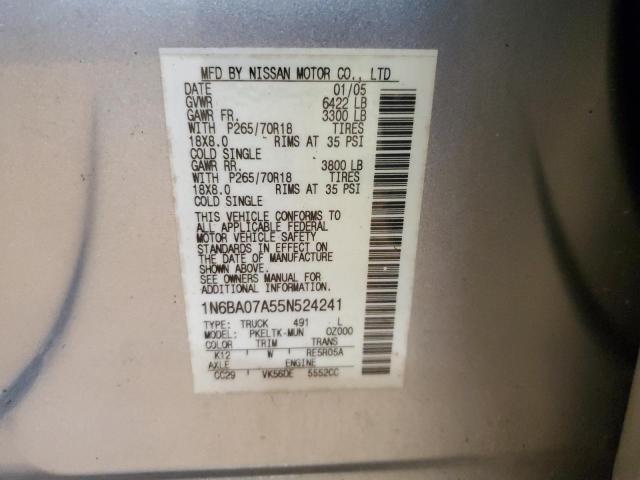 MFD BY NISSAN MOTOR CO., LTD
DATE 01/05
GVWR 6422 LB
GAWR FR. 3300 LB
WITH P265/70R18 TIRES
18X8.0 RIMS AT 35 PSI
COLD SINGLE
GAWR RR. 3800 LB
WITH P265/70R18 TIRES
18X8.0 RIMS AT 35 PSI
COLD SINGLE
THIS VEHICLE CONFORMS TO
ALL APPLICABLE FEDERAL
MOTOR VEHICLE SAFETY
STANDARDS IN EFFECT ON
THE DATE OF MANUFACTURE
SHOWN ABOVE.
SEE OWNERS MANUAL FOR
ADDITIONAL INFORMATION.
1N6BA07A55N524241
TYPE: TRUCK 491 L
MODEL: PKELTK-MUN 0Z000
COLOR TRIM TRANS
K12 W RE5R05A
AXLE ENGINE
CC29 VK56DE 5552CC